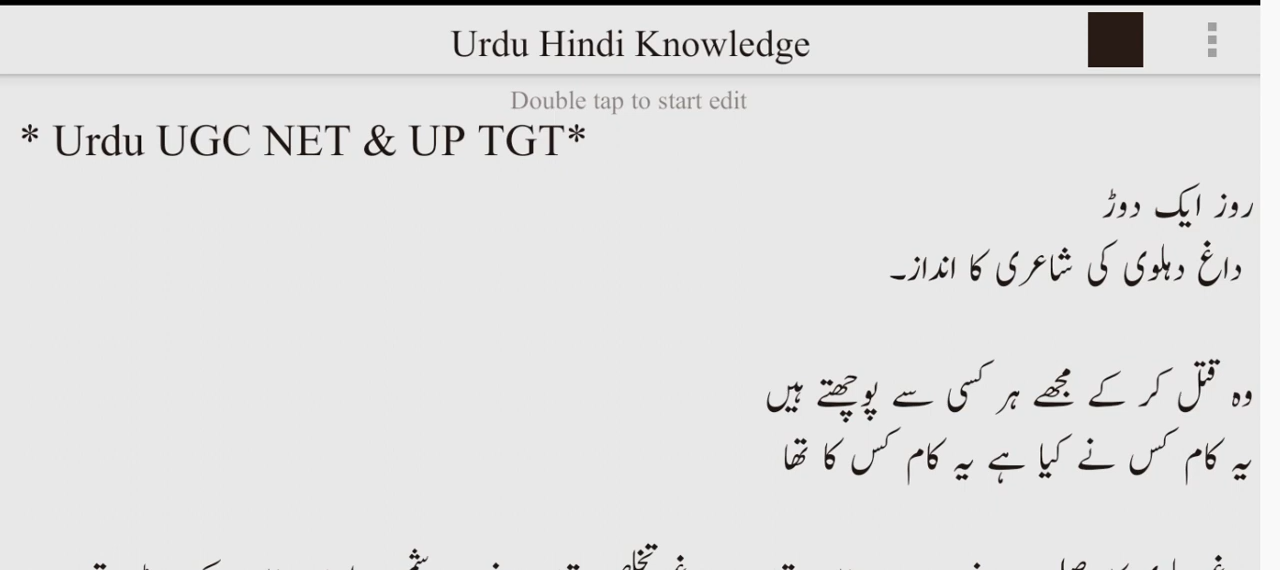 Urdu Hindi Knowledge
Double tap to start edit
* Urdu UGC NET & UP TGT*
روز ایک دوڑ
داغ دہلوی کی شاعری کا انداز۔
وہ قتل کر کے مجھے ہر کسی سے پوچھتے ہیں
یہ کام کس نے کیا ہے یہ کام کس کا تھا